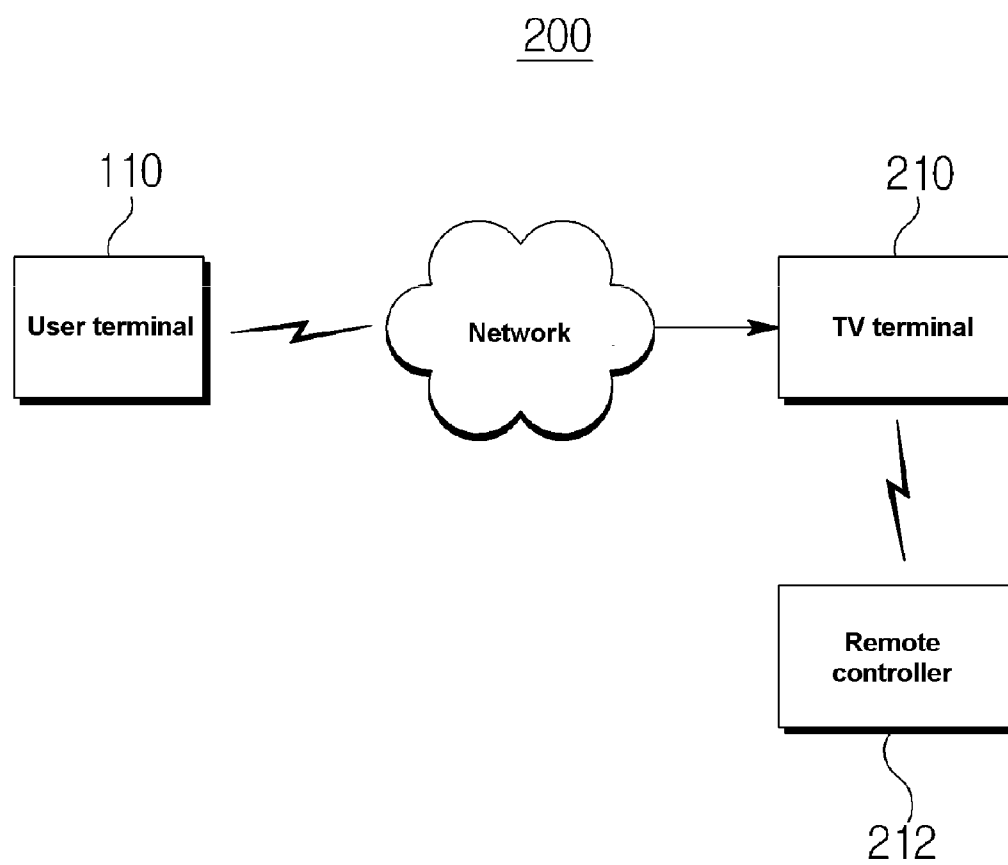 200
110
210
User terminal
Network
TV terminal
Remote
controller
212